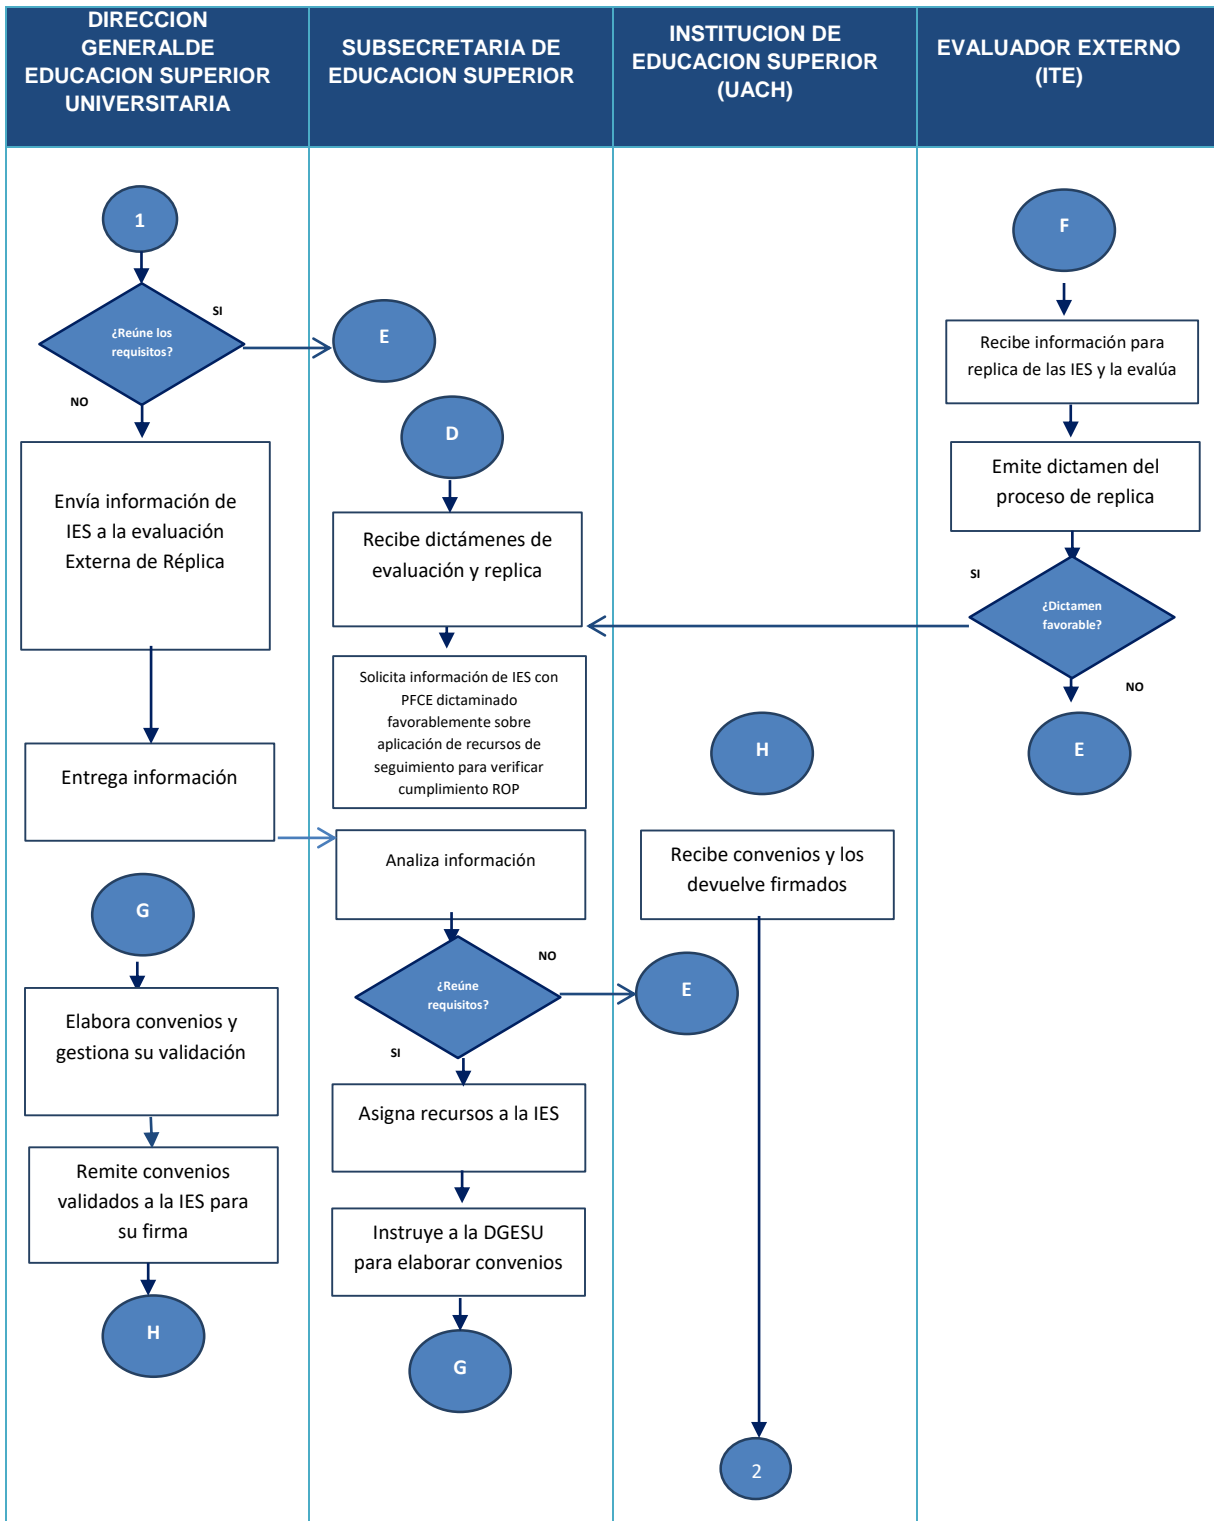 DIRECCION
GENERALDE
EDUCACION SUPERIOR
UNIVERSITARIA
SUBSECRETARIA DE
EDUCACION SUPERIOR
INSTITUCION DE
EDUCACION SUPERIOR
(UACH)
EVALUADOR EXTERNO
(ITE)
1
¿Reúne los
requisitos?
SI
NO
Envía información de
IES a la evaluación
Externa de Réplica
Entrega información
G
Elabora convenios y
gestiona su validación
Remite convenios
validados a la IES para
su firma
H
E
D
Recibe dictámenes de
evaluación y replica
Solicita información de IES con
PFCE dictaminado
favorablemente sobre
aplicación de recursos de
seguimiento para verificar
cumplimiento ROP
Analiza información
¿Reúne
requisitos?
NO
SI
Asigna recursos a la IES
Instruye a la DGESU
para elaborar convenios
G
H
Recibe convenios y los
devuelve firmados
E
2
F
Recibe información para
replica de las IES y la evalúa
Emite dictamen del
proceso de replica
SI
¿Dictamen
favorable?
NO
E